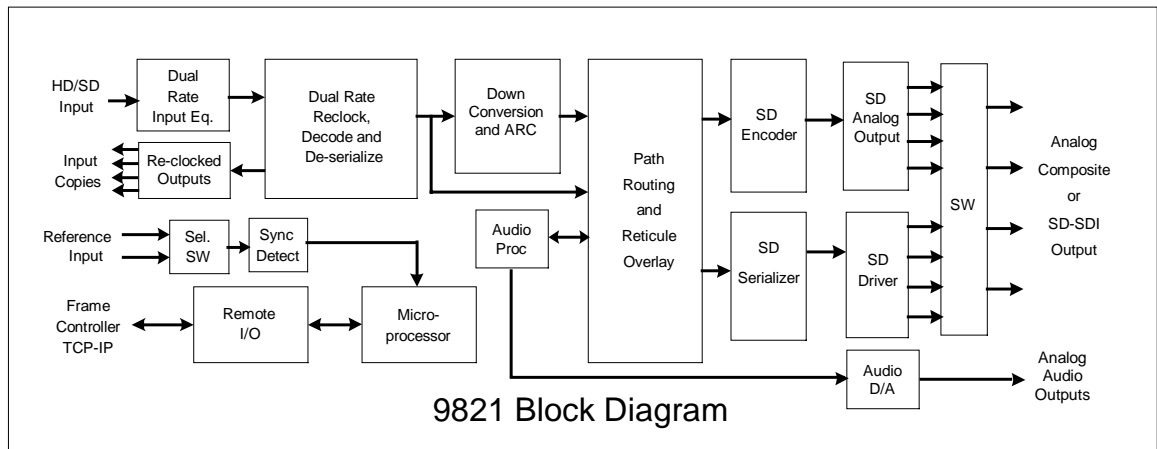 HD/SD
Input
Dual
Rate
Input Eq.
Dual Rate
Reclock,
Decode and
De-serialize
Down
Conversion
and ARC
Path
Routing
and
Reticule
Overlay
SD
Encoder
SD
Analog
Output
SW
Analog
Composite
or
SD-SDI
Output
Input
Copies
Re-clocked
Outputs
Reference
Input
Sel.
SW
Sync
Detect
Audio
Proc
SD
Serializer
SD
Driver
Frame
Controller
TCP-IP
Remote
I/O
Micro-
processor
Audio
D/A
Analog
Audio
Outputs
9821 Block Diagram